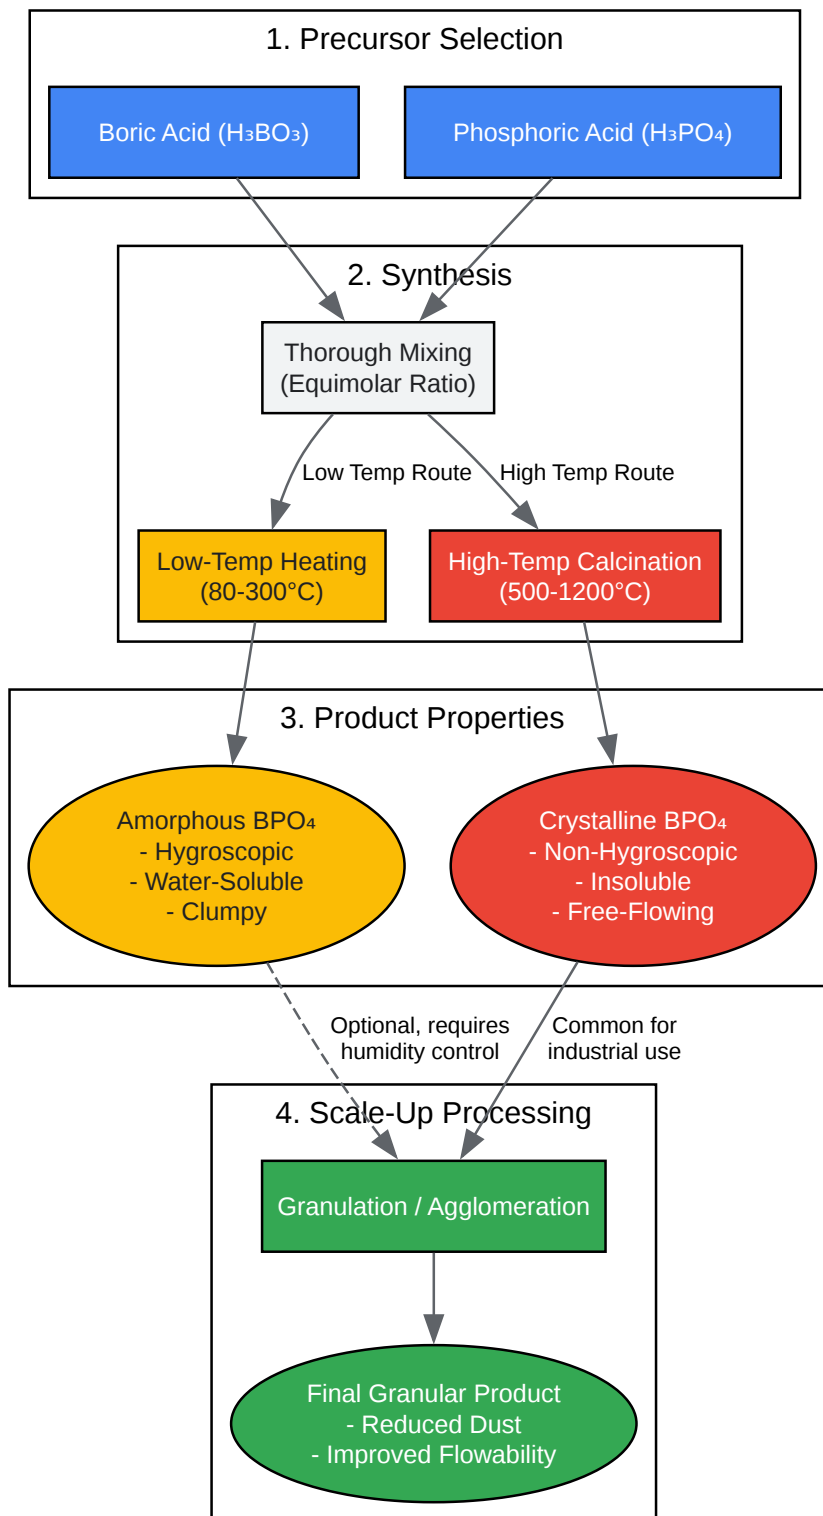 1. Precursor Selection
Boric Acid (H₃BO₃)
Phosphoric Acid (H₃PO₄)
2. Synthesis
Thorough Mixing
(Equimolar Ratio)
Low Temp Route
High Temp Route
Low-Temp Heating
(80-300°C)
High-Temp Calcination
(500-1200°C)
3. Product Properties
Amorphous BPO₄
- Hygroscopic
- Water-Soluble
- Clumpy
Crystalline BPO₄
- Non-Hygroscopic
- Insoluble
- Free-Flowing
Optional, requires
humidity control
Common for
industrial use
4. Scale-Up Processing
Granulation / Agglomeration
Final Granular Product
- Reduced Dust
- Improved Flowability